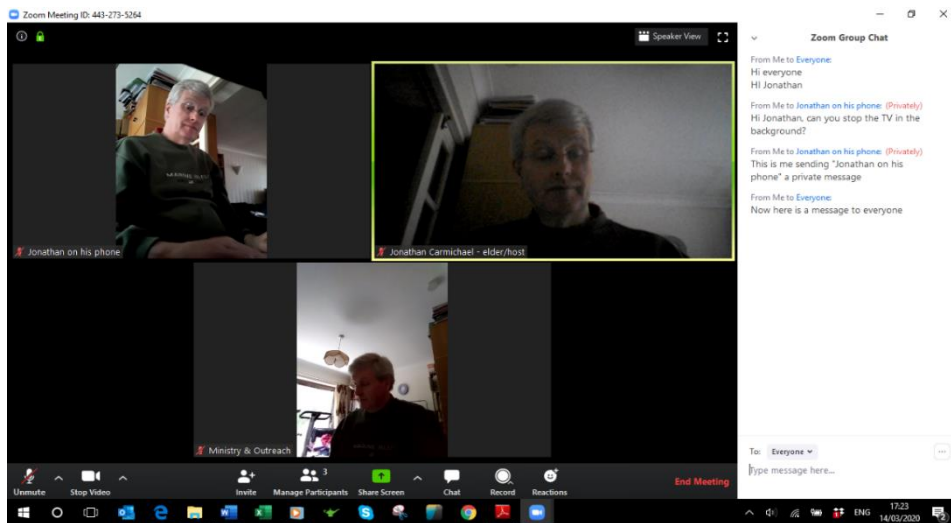 Zoom Meeting ID: 443-273-5264
Speaker View
Jonathan on his phone
Jonathan Carmichael - elder/host
Ministry & Outreach
Unmute
Stop Video
Invite
3
Manage Participants
Share Screen
Chat
Record
Reactions
End Meeting
Zoom Group Chat
From Me to Everyone:
Hi everyone
HI Jonathan
From Me to Jonathan on his phone: (Privately)
Hi Jonathan, can you stop the TV in the
background?
From Me to Jonathan on his phone: (Privately)
This is me sending "Jonathan on his
phone" a private message
From Me to Everyone:
Now here is a message to everyone
To: Everyone
Type message here...
ENG
17:23
14/03/2020